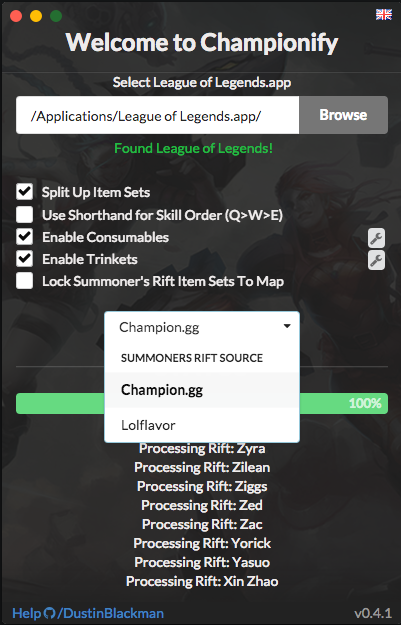 Welcome to Championify
Select League of Legends.app
/Applications/League of Legends.app/ Browse
Found League of Legends!
Split Up Item Sets
Use Shorthand for Skill Order (Q>W>E)
Enable Consumables
Enable Trinkets
Lock Summoner's Rift Item Sets To Map
Champion.gg
SUMMONERS RIFT SOURCE
Champion.gg
100%
Lolflavor
Processing Rift: Zyra
Processing Rift: Zilean
Processing Rift: Ziggs
Processing Rift: Zed
Processing Rift: Zac
Processing Rift: Yorick
Processing Rift: Yasuo
Processing Rift: Xin Zhao
Help /DustinBlackman v0.4.1